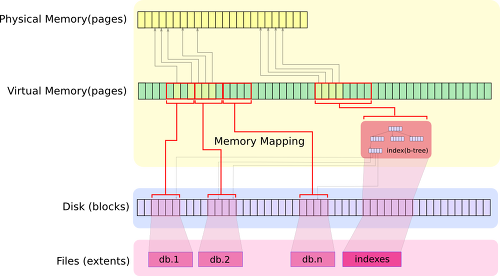 Physical Memory(pages)
Virtual Memory(pages)
Memory Mapping
index(b-tree)
Disk (blocks)
Files (extents)
db.1
db.2
db.n
indexes